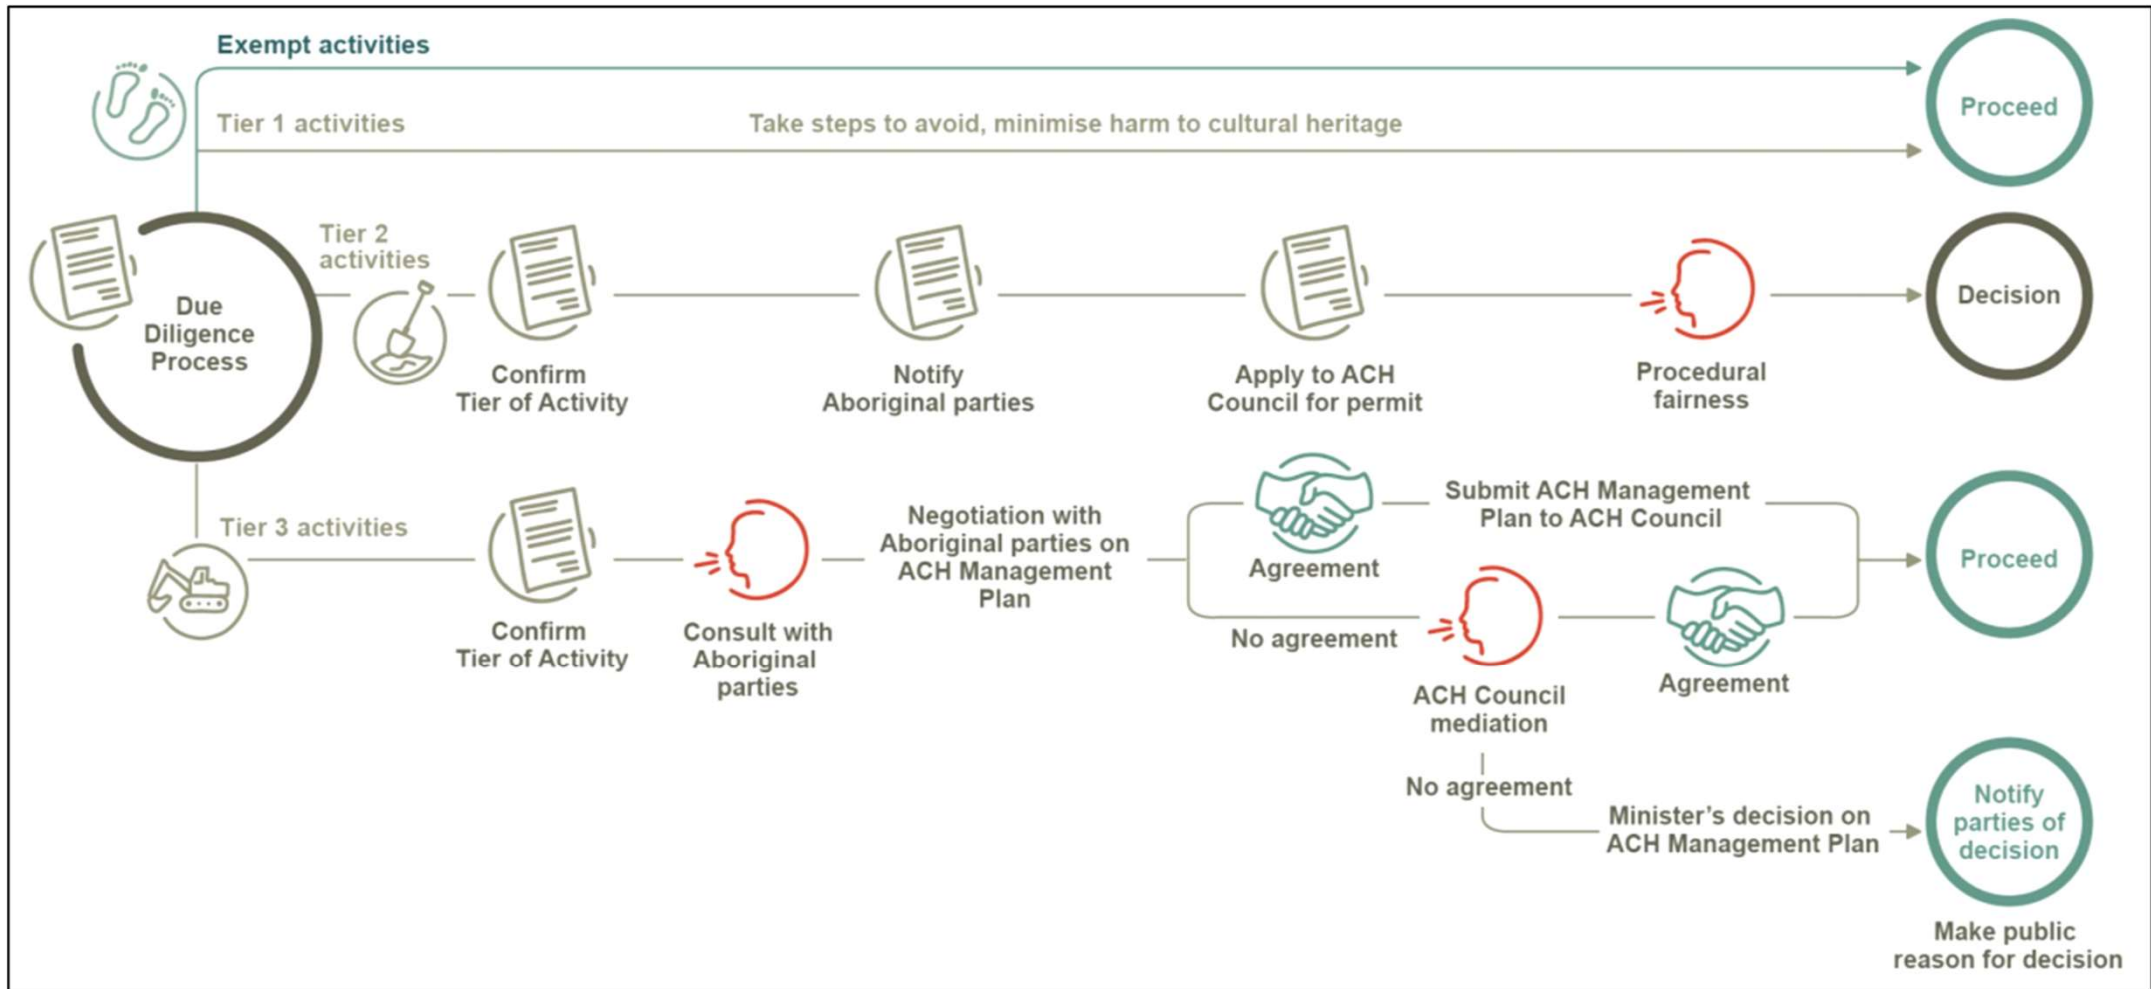 Exempt activities
Tier 1 activities
Take steps to avoid, minimise harm to cultural heritage
Proceed
Due
Diligence
Process
Tier 2
activities
Confirm
Tier of Activity
Notify
Aboriginal parties
Apply to ACH
Council for permit
Procedural
fairness
Decision
Tier 3 activities
Confirm
Tier of Activity
Consult with
Aboriginal
parties
Negotiation with
Aboriginal parties on
ACH Management
Plan
Agreement
Submit ACH Management
Plan to ACH Council
Proceed
No agreement
ACH Council
mediation
Agreement
No agreement
Minister’s decision on
ACH Management Plan
Notify
parties of
decision
Make public
reason for decision